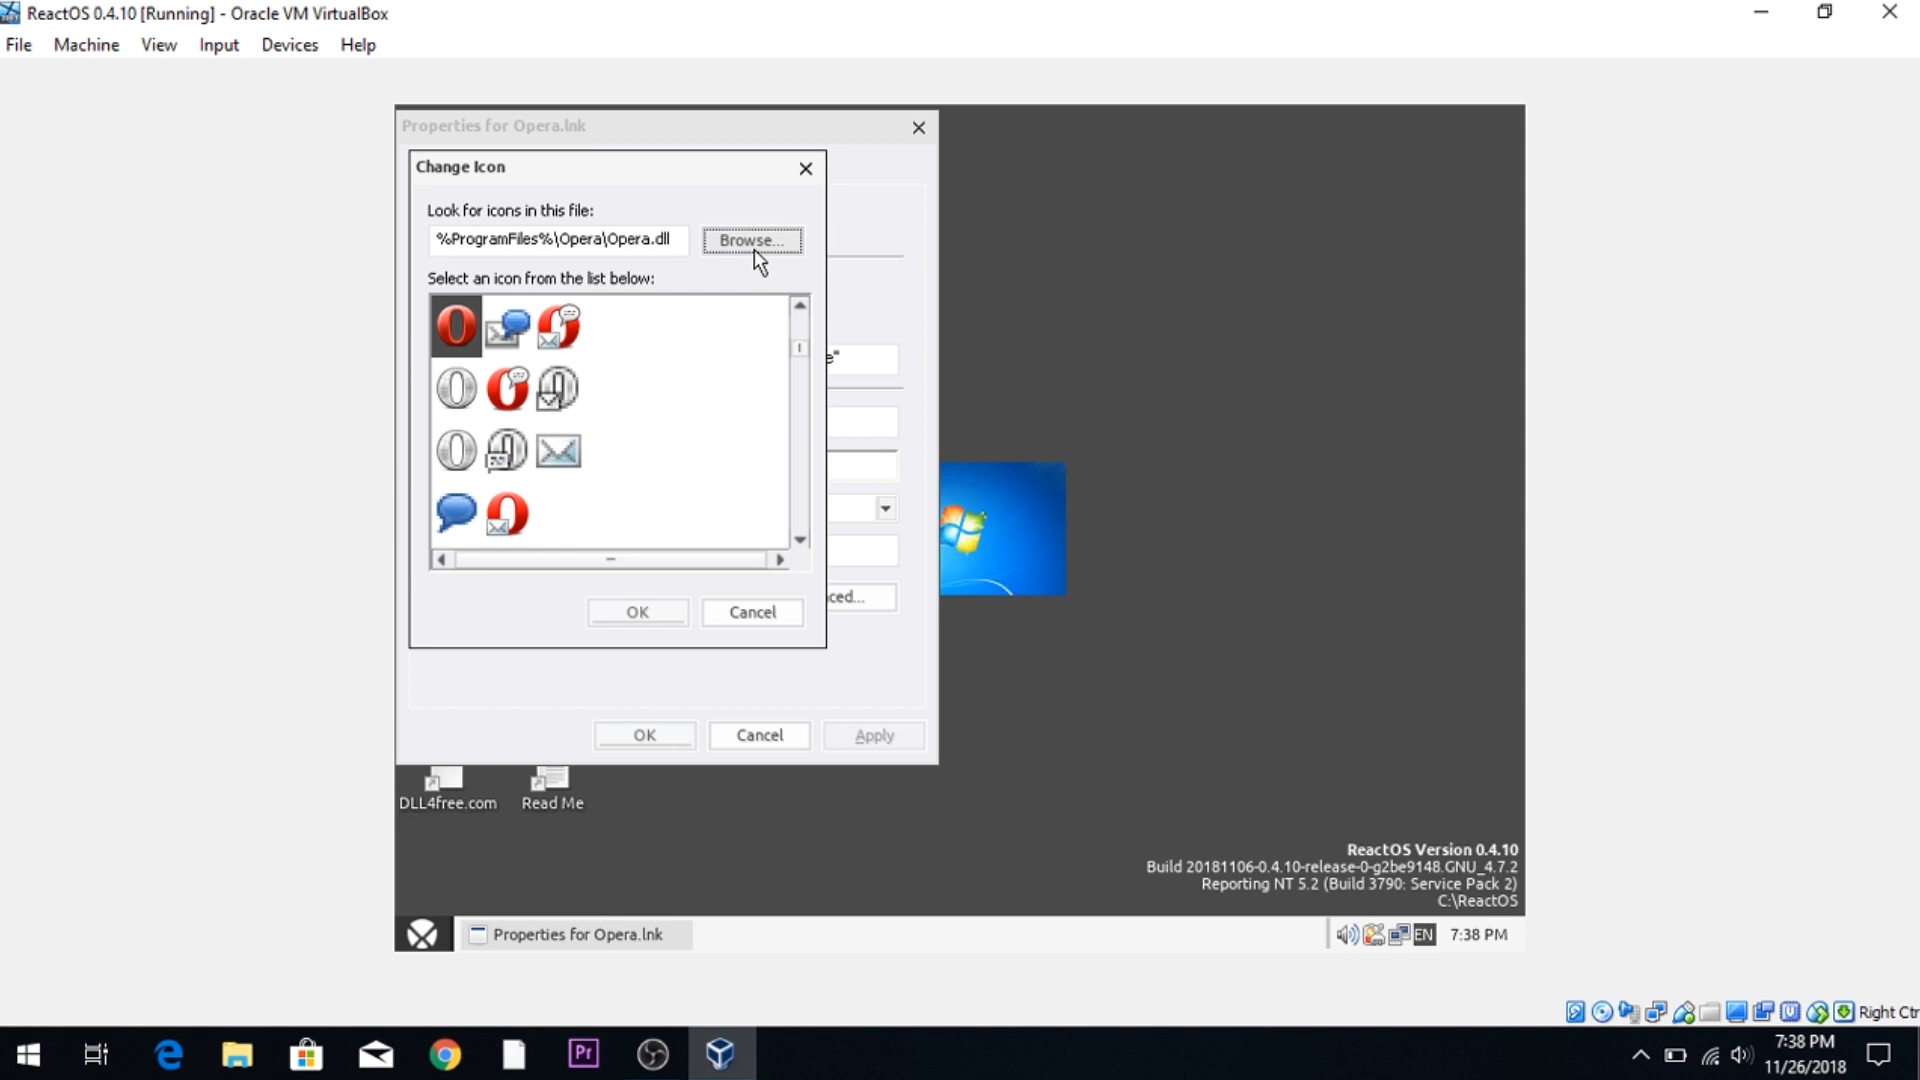 ReactOS 0.4.10 [Running] - Oracle VM VirtualBox
File Machine View Input Devices Help
Properties for Opera.lnk
Change Icon
Look for icons in this file:
%ProgramFiles%\Opera\Opera.dll
Browse...
Select an icon from the list below:
e"
OK Cancel
ced...
OK Cancel Apply
DLL4free.com Read Me
ReactOS Version 0.4.10
Build 20181106-0.4.10-release-0-g2be9148.GNU_4.7.2
Reporting NT 5.2 (Build 3790: Service Pack 2)
C:\ReactOS
Properties for Opera.lnk
EN 7:38 PM
Right Ctr
Pr
7:38 PM
11/26/2018